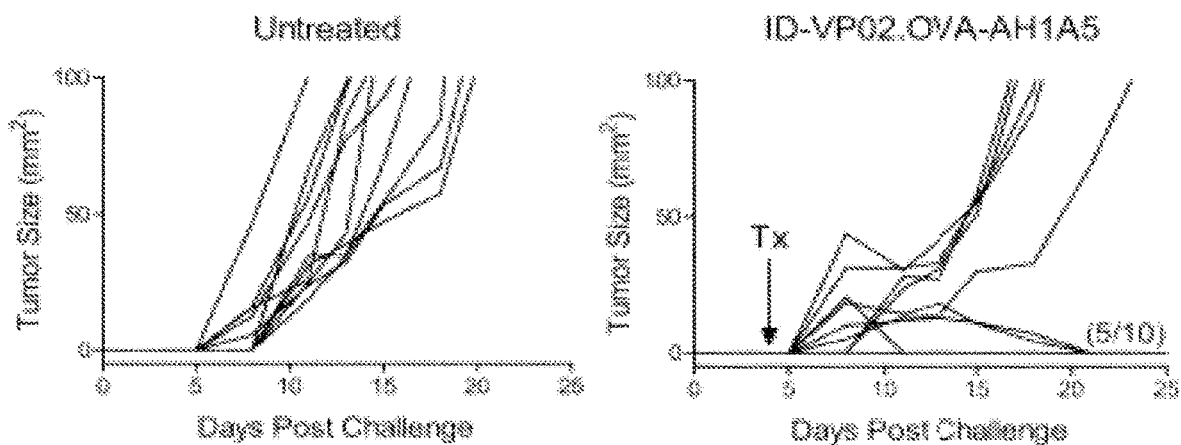 Untreated
100
50
0
Tumor Size (mm²)
0 5 10 15 20 25
Days Post Challenge
ID-VP02.OVA-AH1A5
100
50
0
Tumor Size (mm²)
Tx
(5/10)
0 5 10 15 20 25
Days Post Challenge